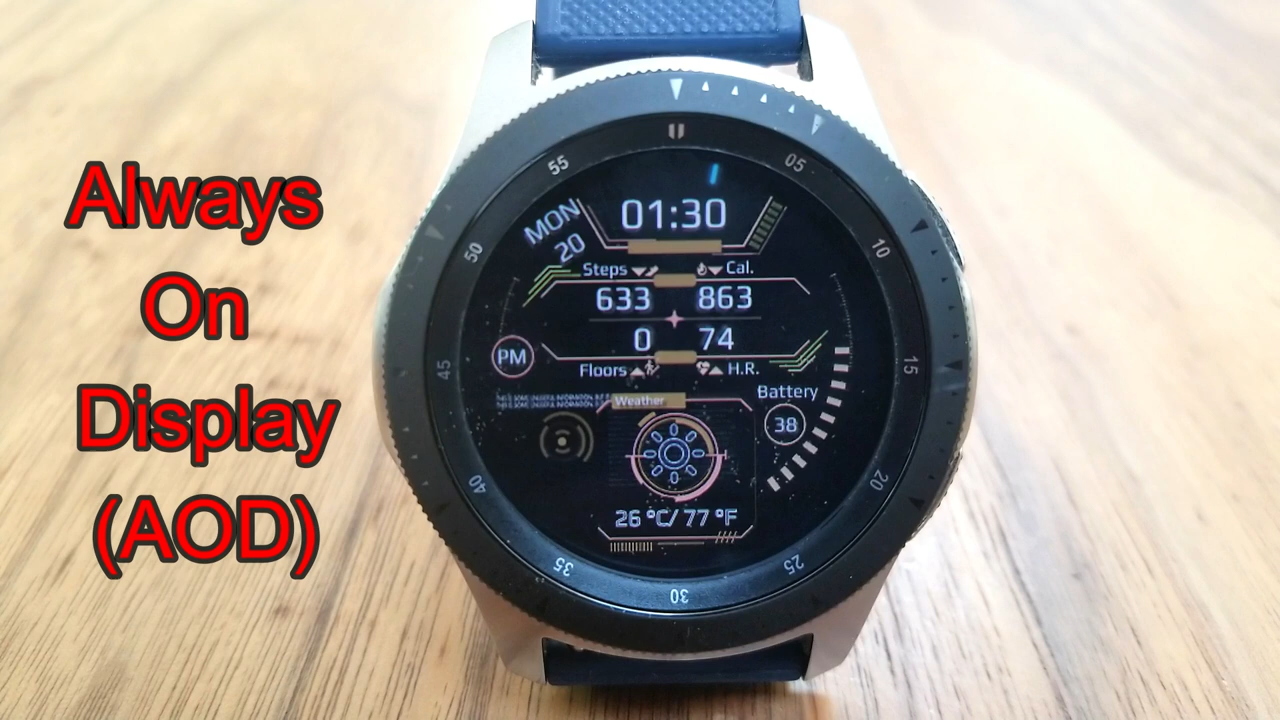 Always
On
Display
(AOD)
55
05
50
10
45
15
40
20
35
25
30
MON
20
01:30
Steps
Cal.
633
863
0
74
PM
Floors
H.R.
Weather
Battery
38
26 °C/ 77 °F